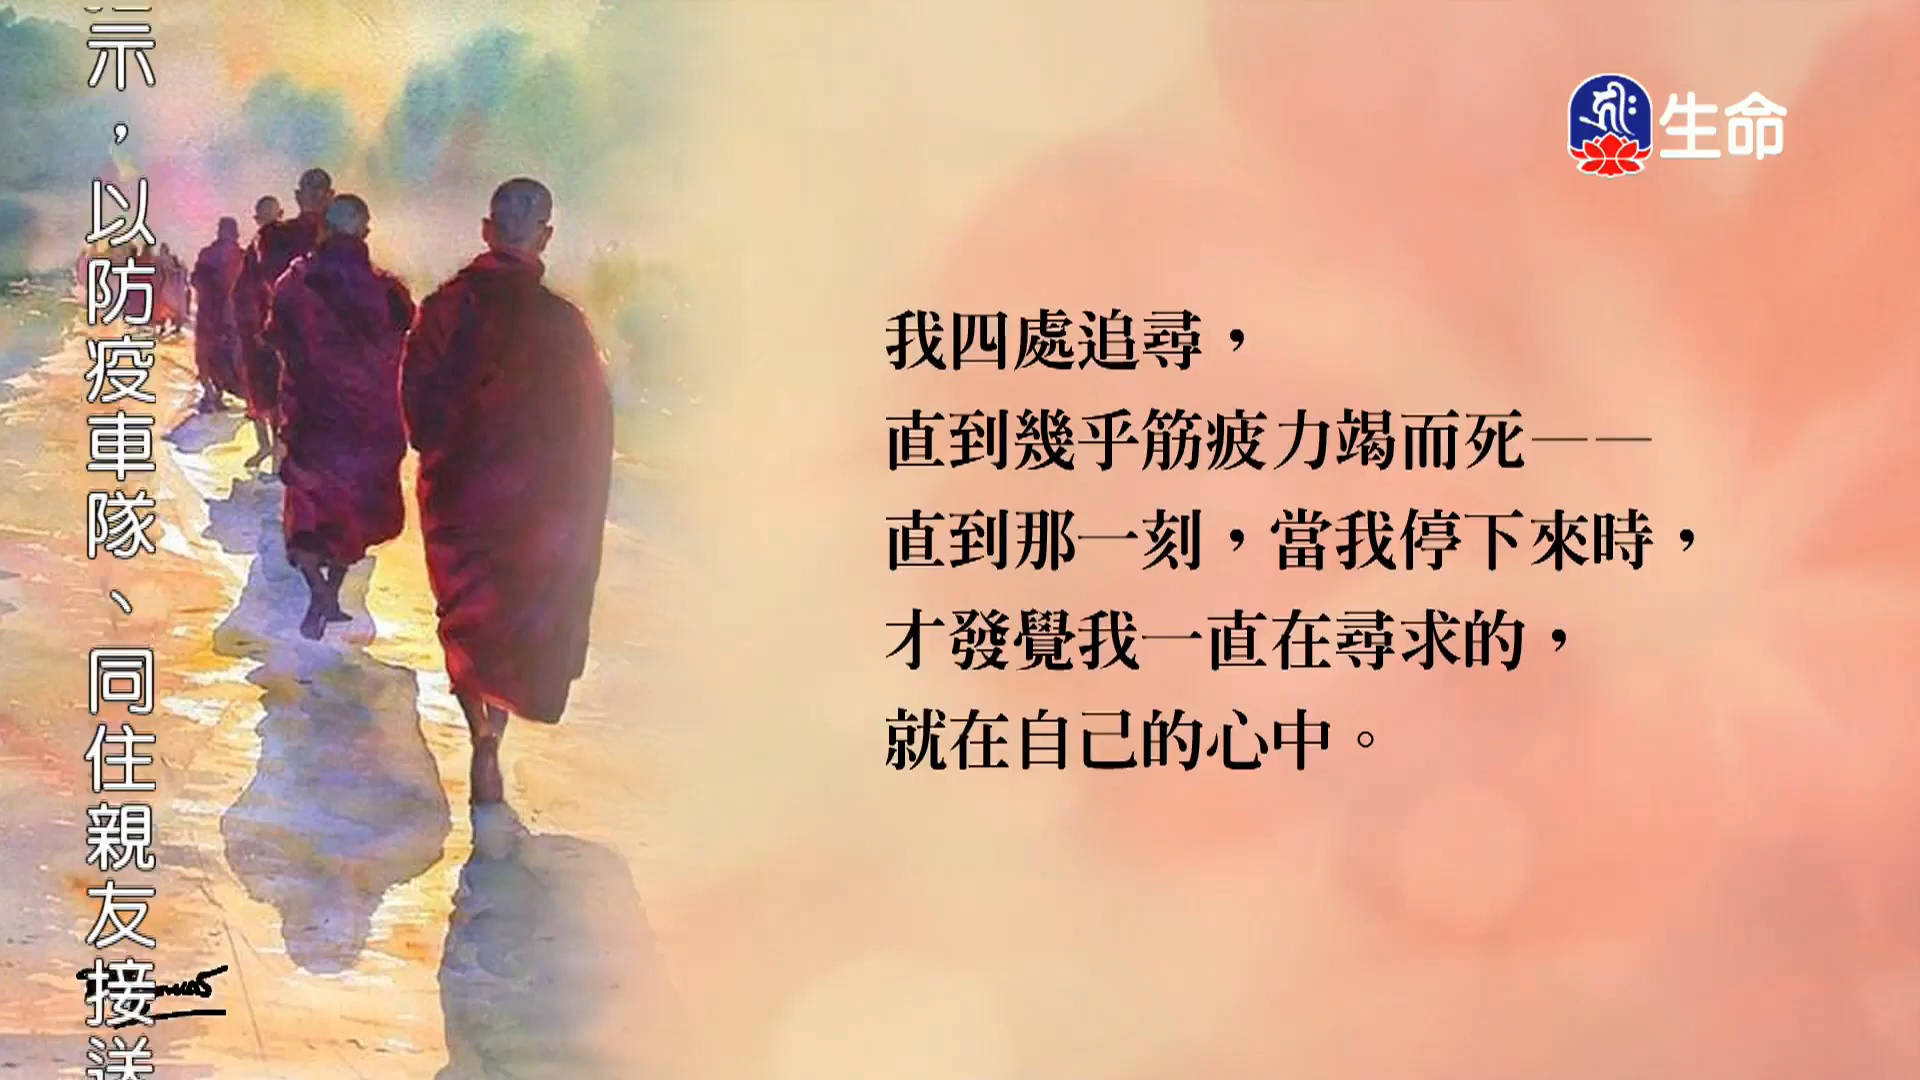 示，以防疫車隊、同住親友接送
生命
我四處追尋，
直到幾乎筋疲力竭而死——
直到那一刻，當我停下來時，
才發覺我一直在尋求的，
就在自己的心中。